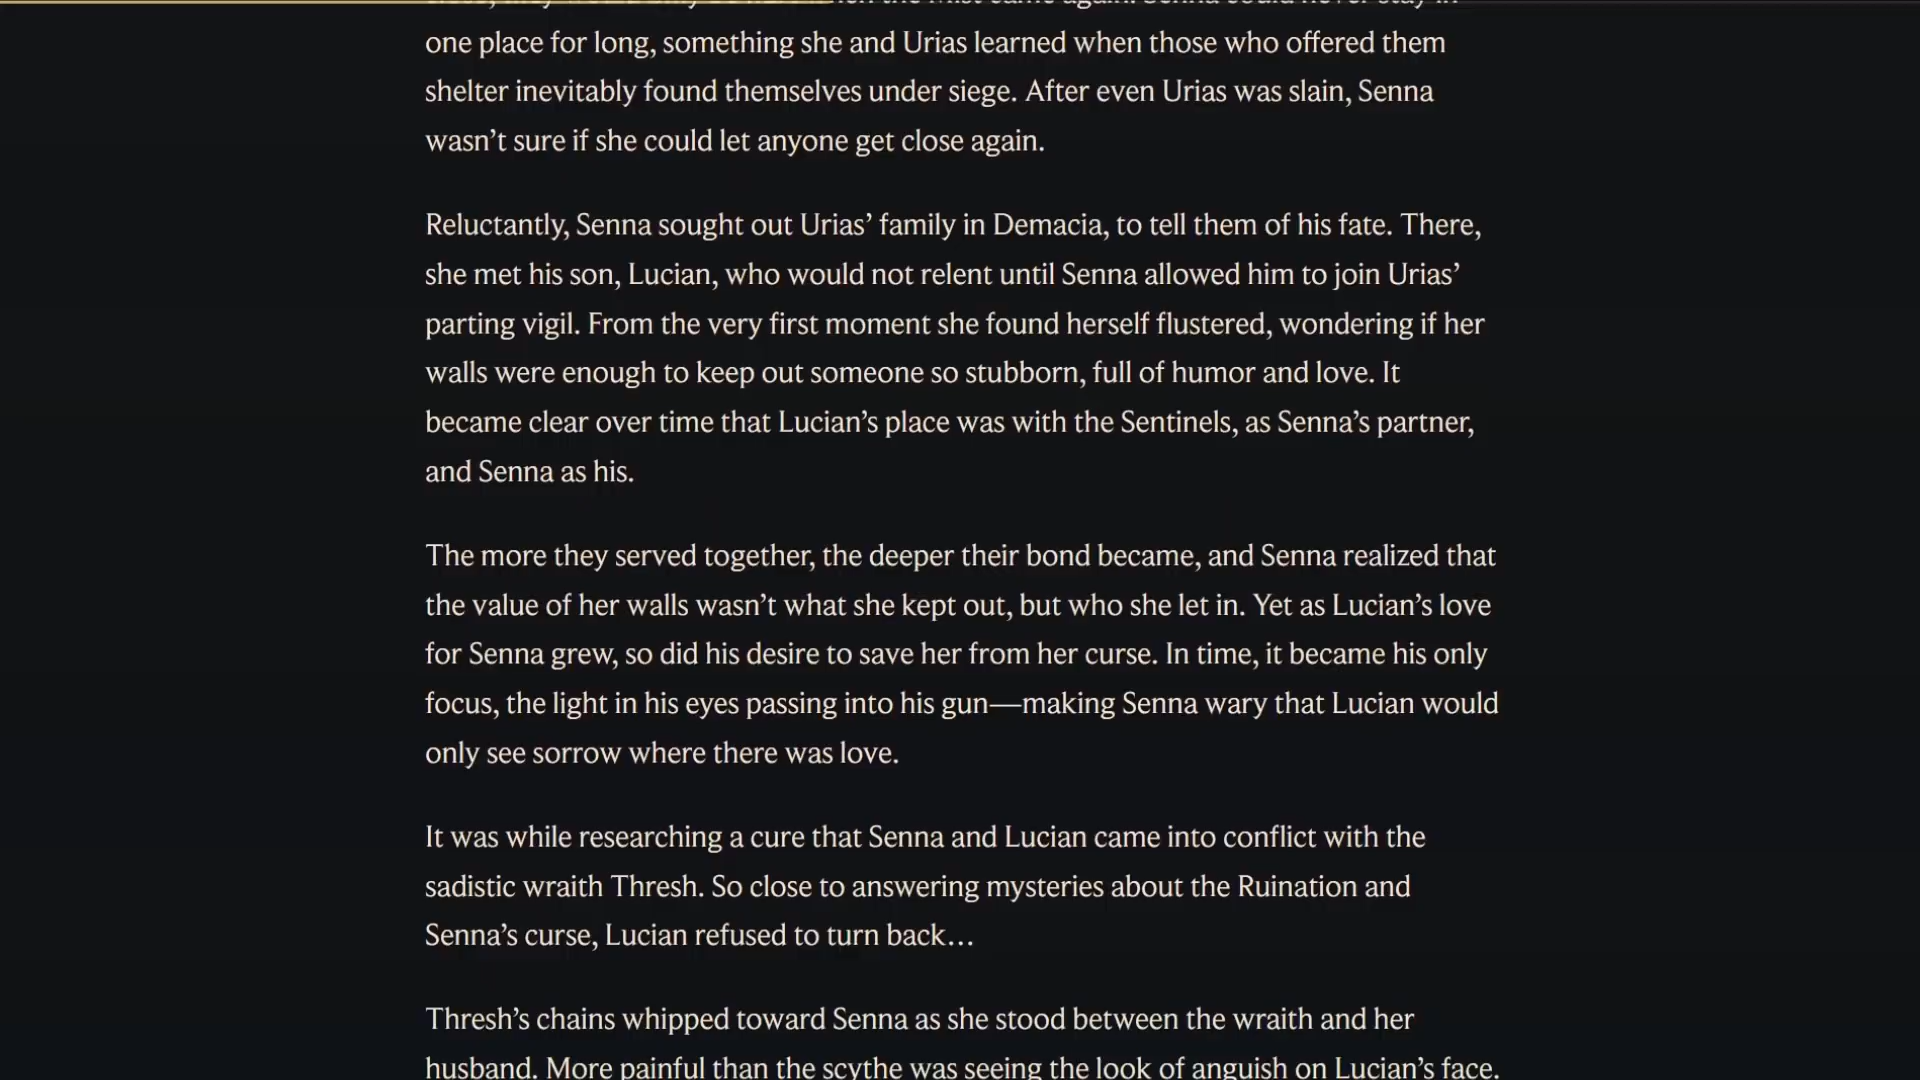 one place for long, something she and Urias learned when those who offered them
shelter inevitably found themselves under siege. After even Urias was slain, Senna
wasn’t sure if she could let anyone get close again.
Reluctantly, Senna sought out Urias’ family in Demacia, to tell them of his fate. There,
she met his son, Lucian, who would not relent until Senna allowed him to join Urias’
parting vigil. From the very first moment she found herself flustered, wondering if her
walls were enough to keep out someone so stubborn, full of humor and love. It
became clear over time that Lucian’s place was with the Sentinels, as Senna’s partner,
and Senna as his.
The more they served together, the deeper their bond became, and Senna realized that
the value of her walls wasn’t what she kept out, but who she let in. Yet as Lucian’s love
for Senna grew, so did his desire to save her from her curse. In time, it became his only
focus, the light in his eyes passing into his gun—making Senna wary that Lucian would
only see sorrow where there was love.
It was while researching a cure that Senna and Lucian came into conflict with the
sadistic wraith Thresh. So close to answering mysteries about the Ruination and
Senna’s curse, Lucian refused to turn back…
Thresh’s chains whipped toward Senna as she stood between the wraith and her
husband. More painful than the scythe was seeing the look of anguish on Lucian’s face.